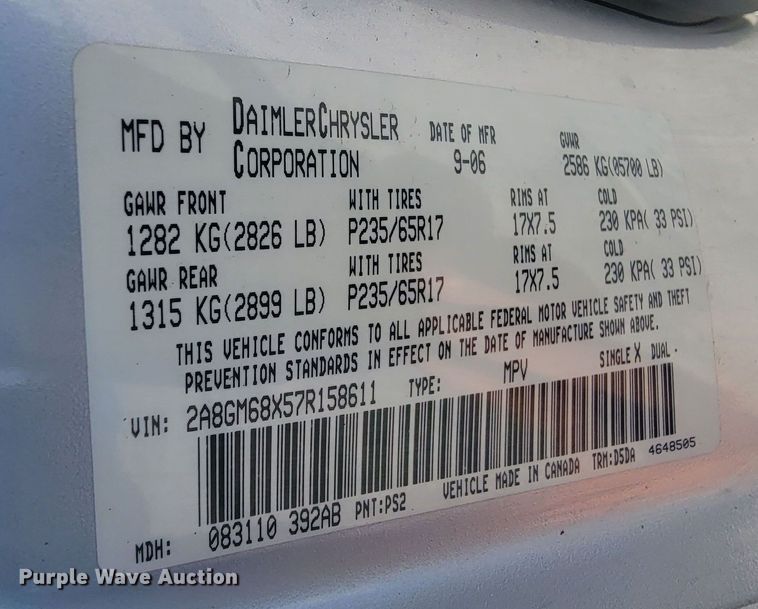 MFD BY DAIMLERCHRYSLER CORPORATION DATE OF MFR 9-06 GVWR 2586 KG(05700 LB)
GAWR FRONT WITH TIRES RIMS AT COLD
1282 KG(2826 LB) P235/65R17 17X7.5 230 KPA( 33 PSI)
GAWR REAR WITH TIRES RIMS AT COLD
1315 KG(2899 LB) P235/65R17 17X7.5 230 KPA( 33 PSI)
THIS VEHICLE CONFORMS TO ALL APPLICABLE FEDERAL MOTOR VEHICLE SAFETY AND THEFT
PREVENTION STANDARDS IN EFFECT ON THE DATE OF MANUFACTURE SHOWN ABOVE.
VIN: 2A8GM68X57R158611 TYPE: MPV SINGLE X DUAL -
MDH: 083110 392AB PNT:PS2 VEHICLE MADE IN CANADA TRM:D5DA 4648505
Purple Wave Auction